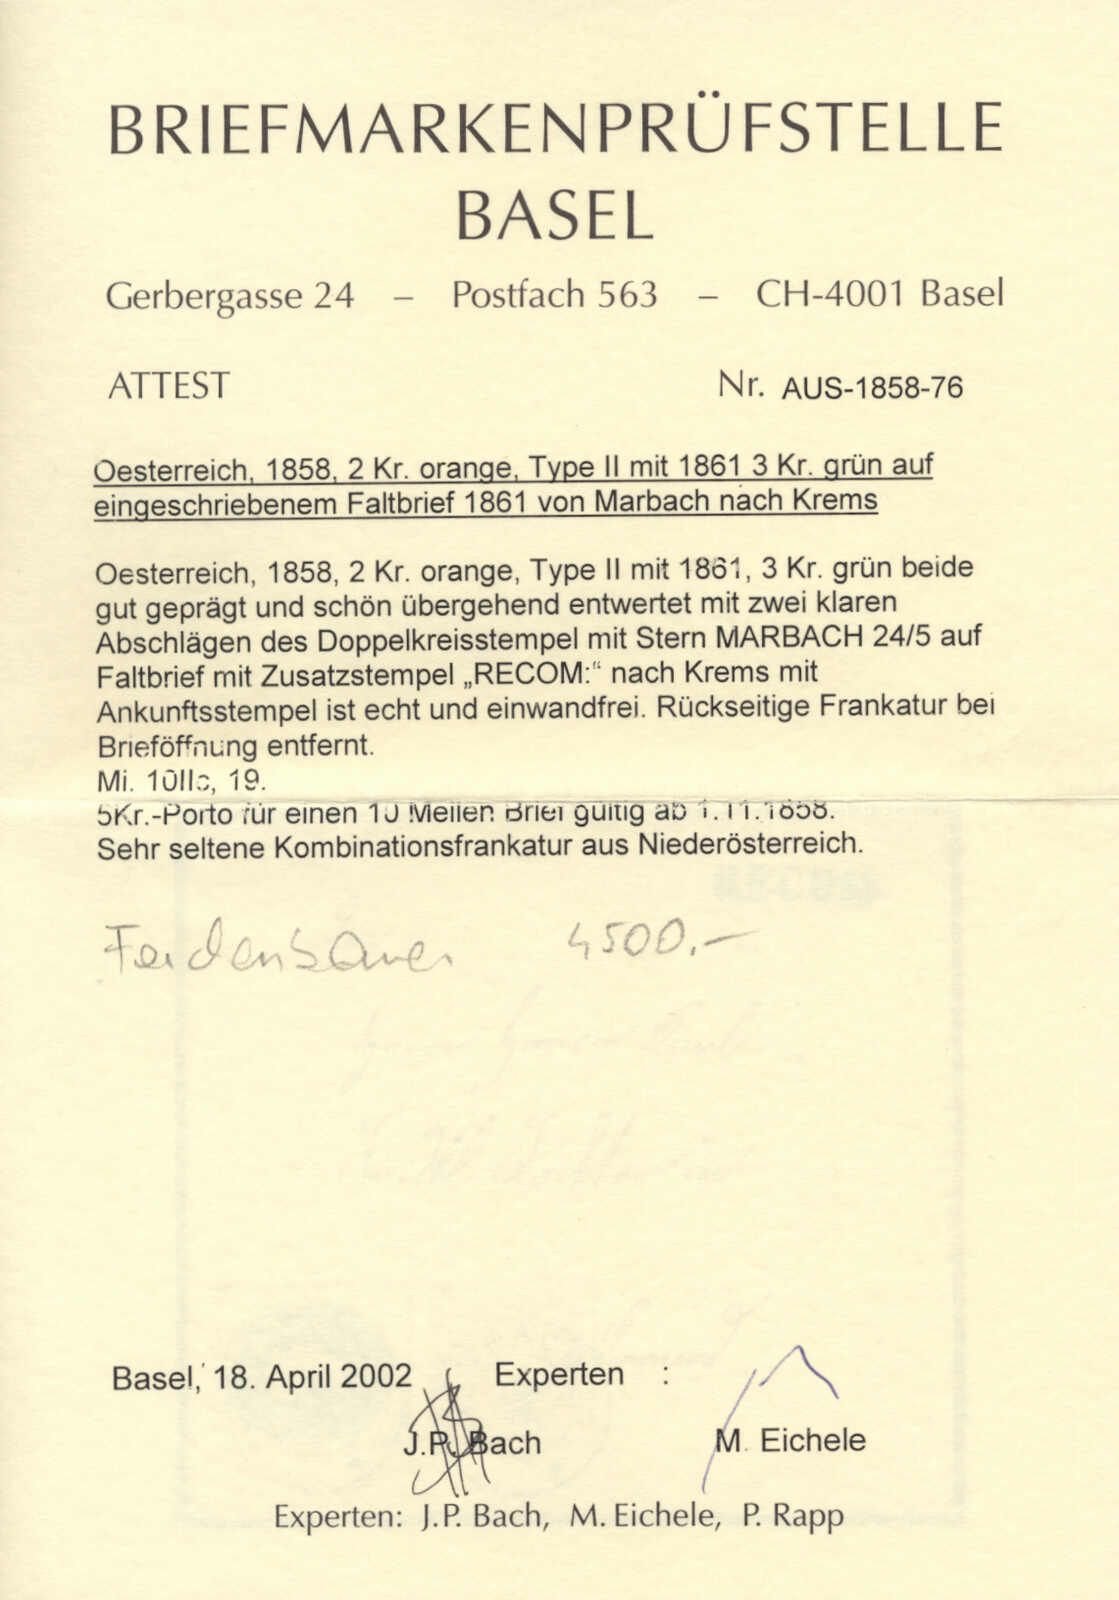 BRIEFMARKENPRÜFSTELLE
BASEL
Gerbergasse 24 – Postfach 563 – CH-4001 Basel
ATTEST Nr. AUS-1858-76
Oesterreich, 1858, 2 Kr. orange, Type II mit 1861 3 Kr. grün auf
eingeschriebenem Faltbrief 1861 von Marbach nach Krems
Oesterreich, 1858, 2 Kr. orange, Type II mit 1861, 3 Kr. grün beide
gut geprägt und schön übergehend entwertet mit zwei klaren
Abschlägen des Doppelkreisstempel mit Stern MARBACH 24/5 auf
Faltbrief mit Zusatzstempel „RECOM:“ nach Krems mit
Ankunftsstempel ist echt und einwandfrei. Rückseitige Frankatur bei
Brieföffnung entfernt.
Mi. 10IIc, 19.
5Kr.-Porto für einen 10 Meilen Brief gültig ab 1.11.1858.
Sehr seltene Kombinationsfrankatur aus Niederösterreich.
4500.–
Basel, 18. April 2002 Experten :
J.P. Bach M. Eichele
Experten: J.P. Bach, M. Eichele, P. Rapp